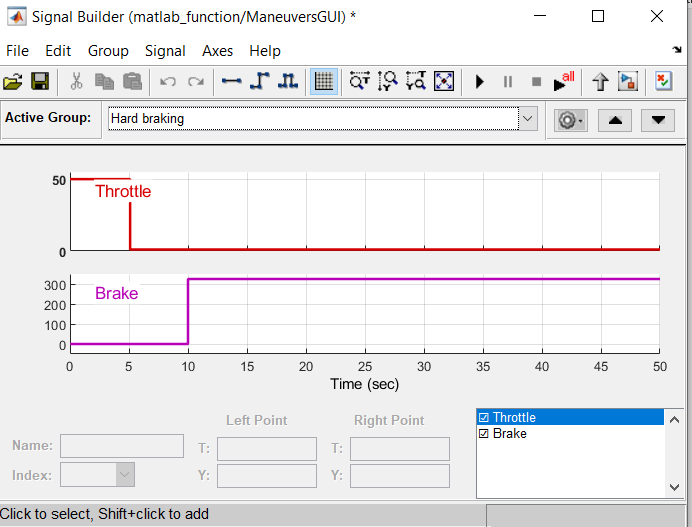 Signal Builder (matlab_function/ManeuversGUI) *
File Edit Group Signal Axes Help
all
Active Group: Hard braking
50
Throttle
0
300
Brake
200
100
0
0 5 10 15 20 25 30 35 40 45 50
Time (sec)
Left Point Right Point
Throttle
Brake
Name:
T: T:
Index:
Y: Y:
Click to select, Shift+click to add